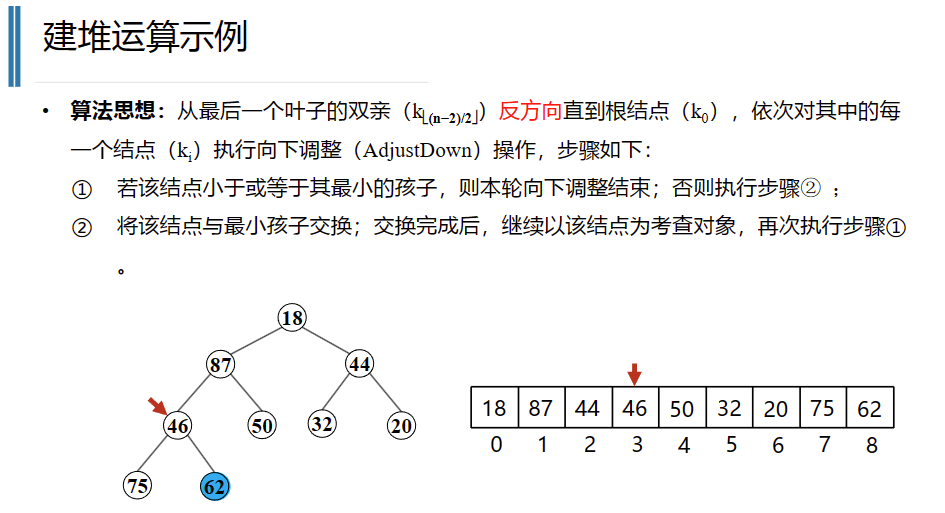 建堆运算示例
• 算法思想：从最后一个叶子的双亲（k⌊(n−2)/2⌋）反方向直到根结点（k0），依次对其中的每
一个结点（ki）执行向下调整（AdjustDown）操作，步骤如下：
① 若该结点小于或等于其最小的孩子，则本轮向下调整结束；否则执行步骤② ；
② 将该结点与最小孩子交换；交换完成后，继续以该结点为考查对象，再次执行步骤①
。
18
87 44
46 50 32 20
75 62
18 87 44 46 50 32 20 75 62
0 1 2 3 4 5 6 7 8